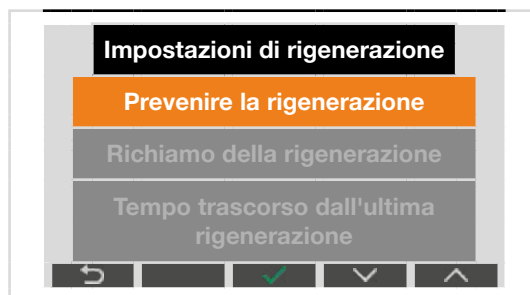 Impostazioni di rigenerazione
Prevenire la rigenerazione
Richiamo della rigenerazione
Tempo trascorso dall'ultima
rigenerazione